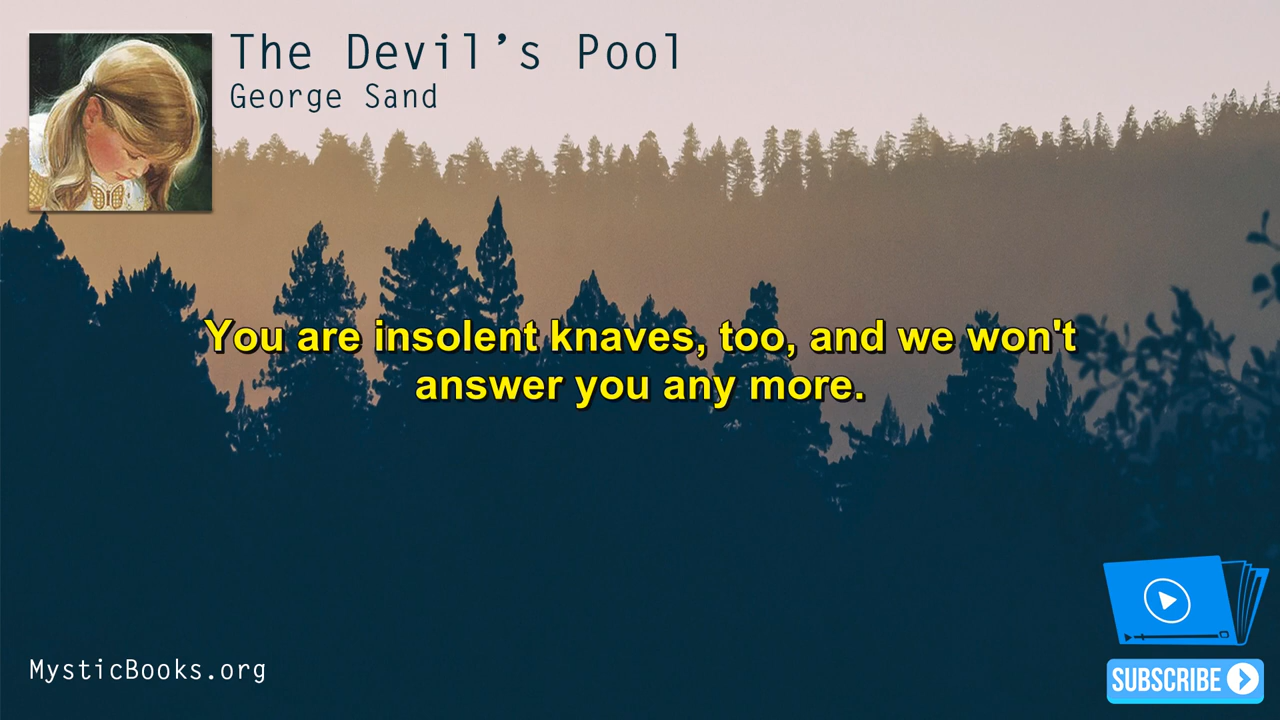 The Devil’s Pool
George Sand
You are insolent knaves, too, and we won't
answer you any more.
MysticBooks.org
SUBSCRIBE